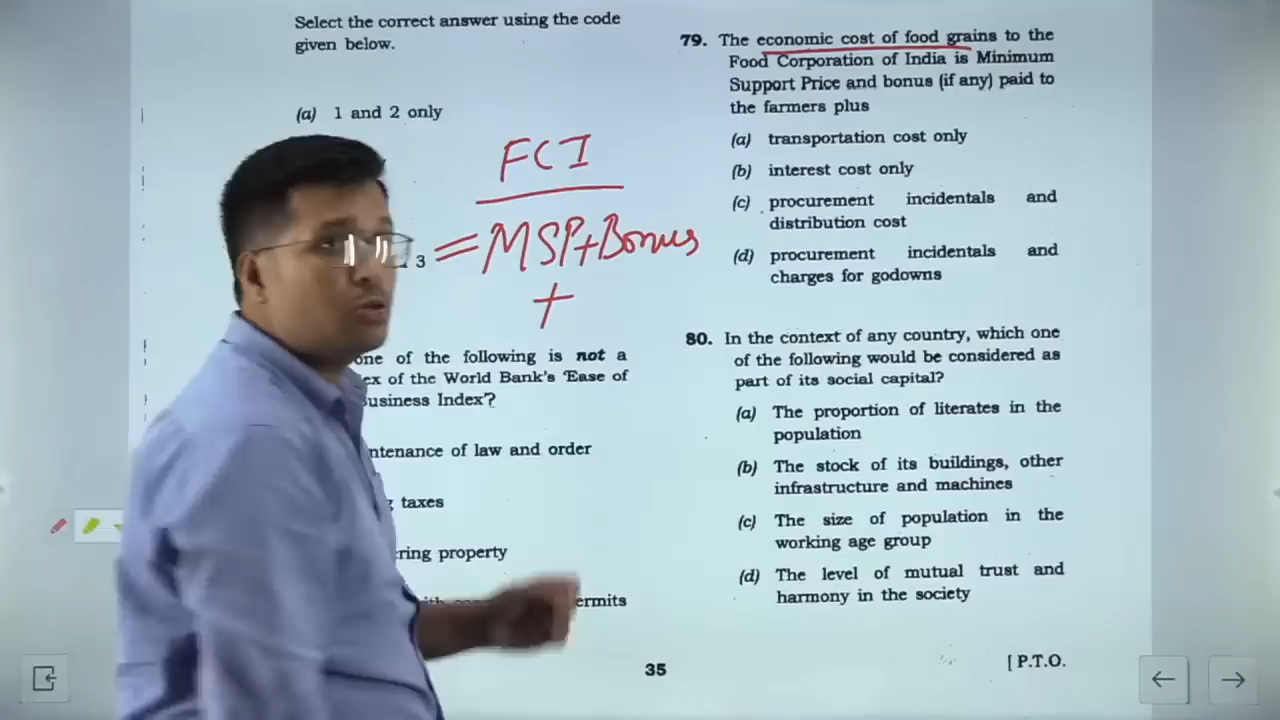 Select the correct answer using the code
given below.
(a) 1 and 2 only
3
one of the following is not a
of the World Bank's 'Ease of
Business Index'?
of law and order
taxes
property
permits
FCI
= MSP+Bonus
+
79. The economic cost of food grains to the
Food Corporation of India is Minimum
Support Price and bonus (if any) paid to
the farmers plus
(a) transportation cost only
(b) interest cost only
(c) procurement incidentals and
distribution cost
(d) procurement incidentals and
charges for godowns
80. In the context of any country, which one
of the following would be considered as
part of its social capital?
(a) The proportion of literates in the
population
(b) The stock of its buildings, other
infrastructure and machines
(c) The size of population in the
working age group
(d) The level of mutual trust and
harmony in the society
35
[ P.T.O.